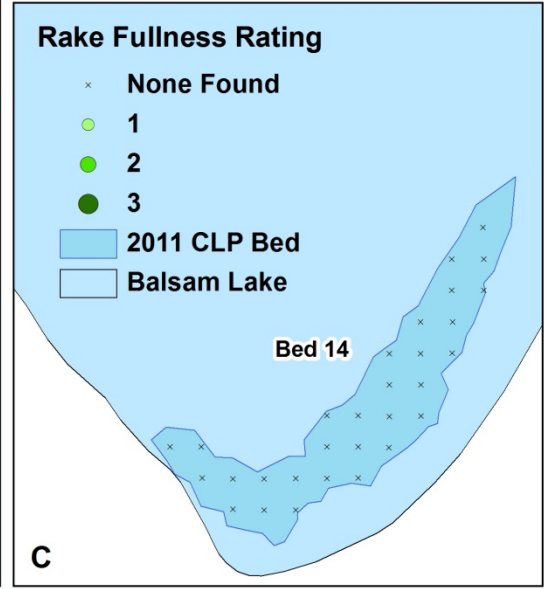 Rake Fullness Rating
None Found
1
2
3
2011 CLP Bed
Balsam Lake
Bed 14
C